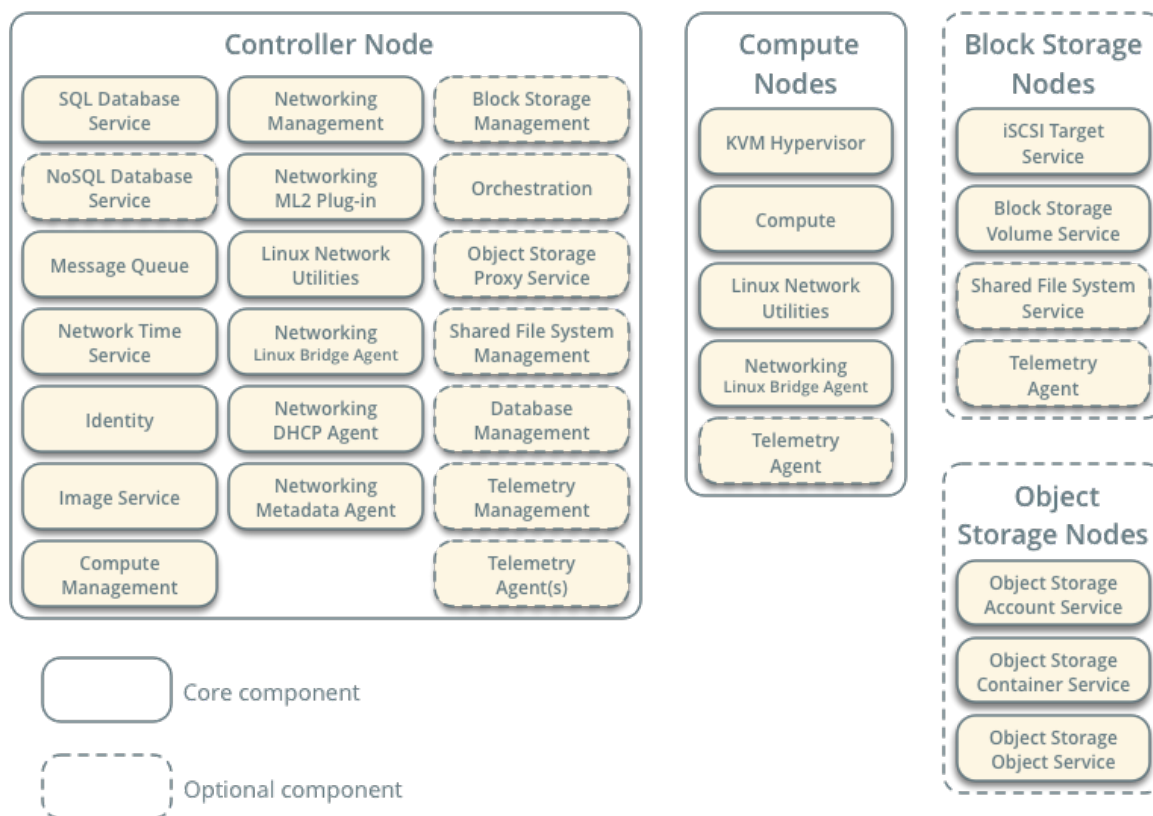 Controller Node
SQL Database
Service
Networking
Management
Block Storage
Management
NoSQL Database
Service
Networking
ML2 Plug-in
Orchestration
Message Queue
Linux Network
Utilities
Object Storage
Proxy Service
Network Time
Service
Networking
Linux Bridge Agent
Shared File System
Management
Identity
Networking
DHCP Agent
Database
Management
Image Service
Networking
Metadata Agent
Telemetry
Management
Compute
Management
Telemetry
Agent(s)
Compute
Nodes
KVM Hypervisor
Compute
Linux Network
Utilities
Networking
Linux Bridge Agent
Telemetry
Agent
Block Storage
Nodes
iSCSI Target
Service
Block Storage
Volume Service
Shared File System
Service
Telemetry
Agent
Object
Storage Nodes
Object Storage
Account Service
Object Storage
Container Service
Object Storage
Object Service
Core component
Optional component